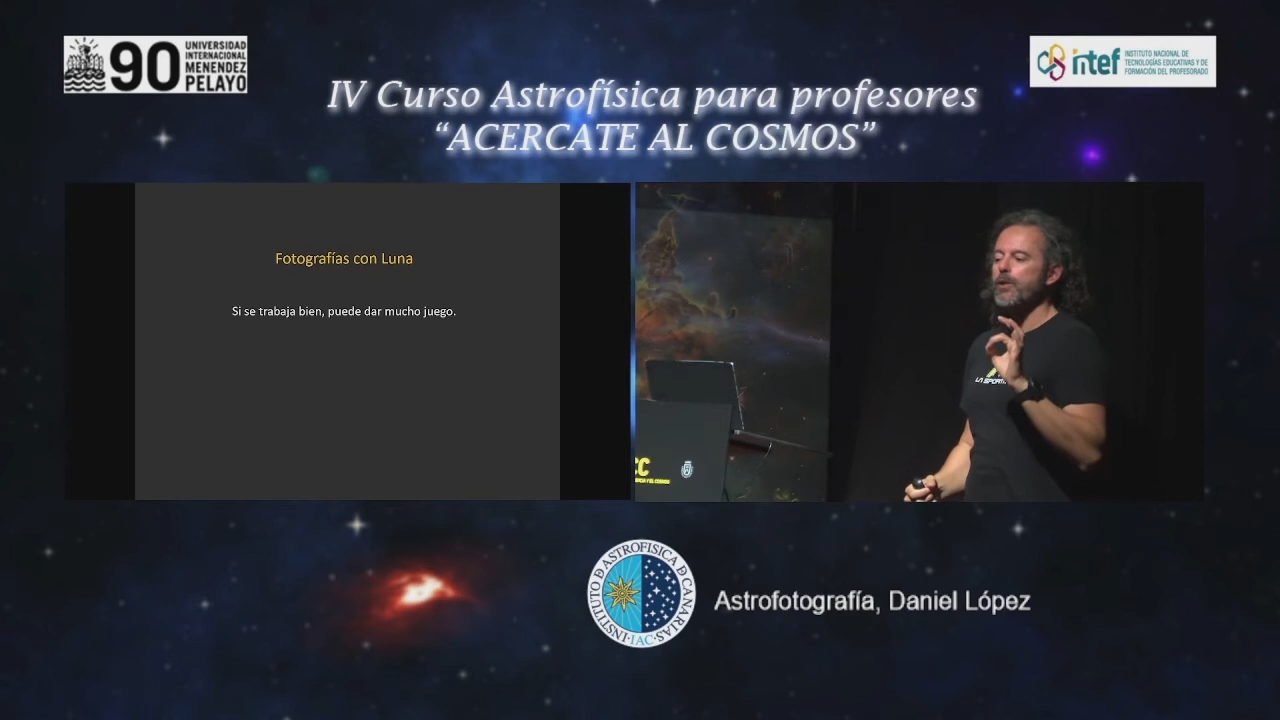 90
UNIVERSIDAD
INTERNACIONAL
MENENDEZ
PELAYO
intef
INSTITUTO NACIONAL DE
TECNOLOGÍAS EDUCATIVAS Y DE
FORMACIÓN DEL PROFESORADO
IV Curso Astrofísica para profesores
“ACERCATE AL COSMOS”
Fotografías con Luna
Si se trabaja bien, puede dar mucho juego.
INSTITUTO D ASTROFISICA D CANARIAS
·IAC·
Astrofotografía, Daniel López